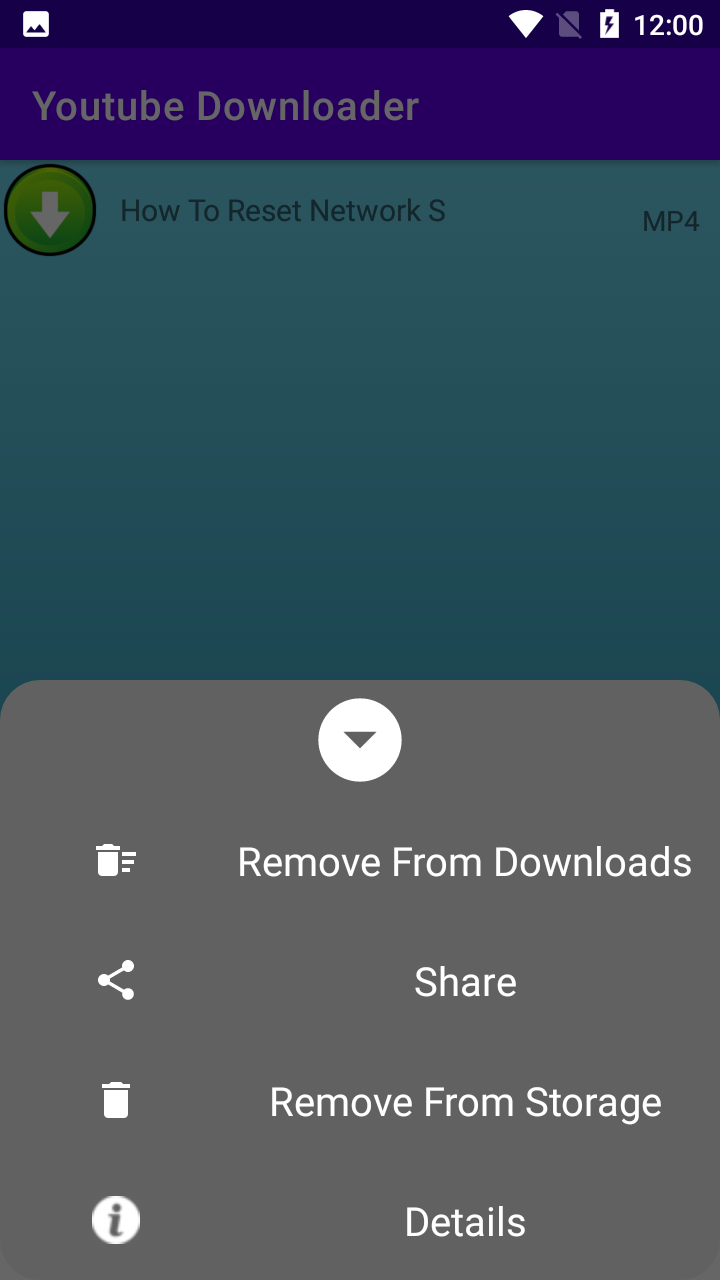 12:00
Youtube Downloader
How To Reset Network S
MP4
Remove From Downloads
Share
Remove From Storage
Details